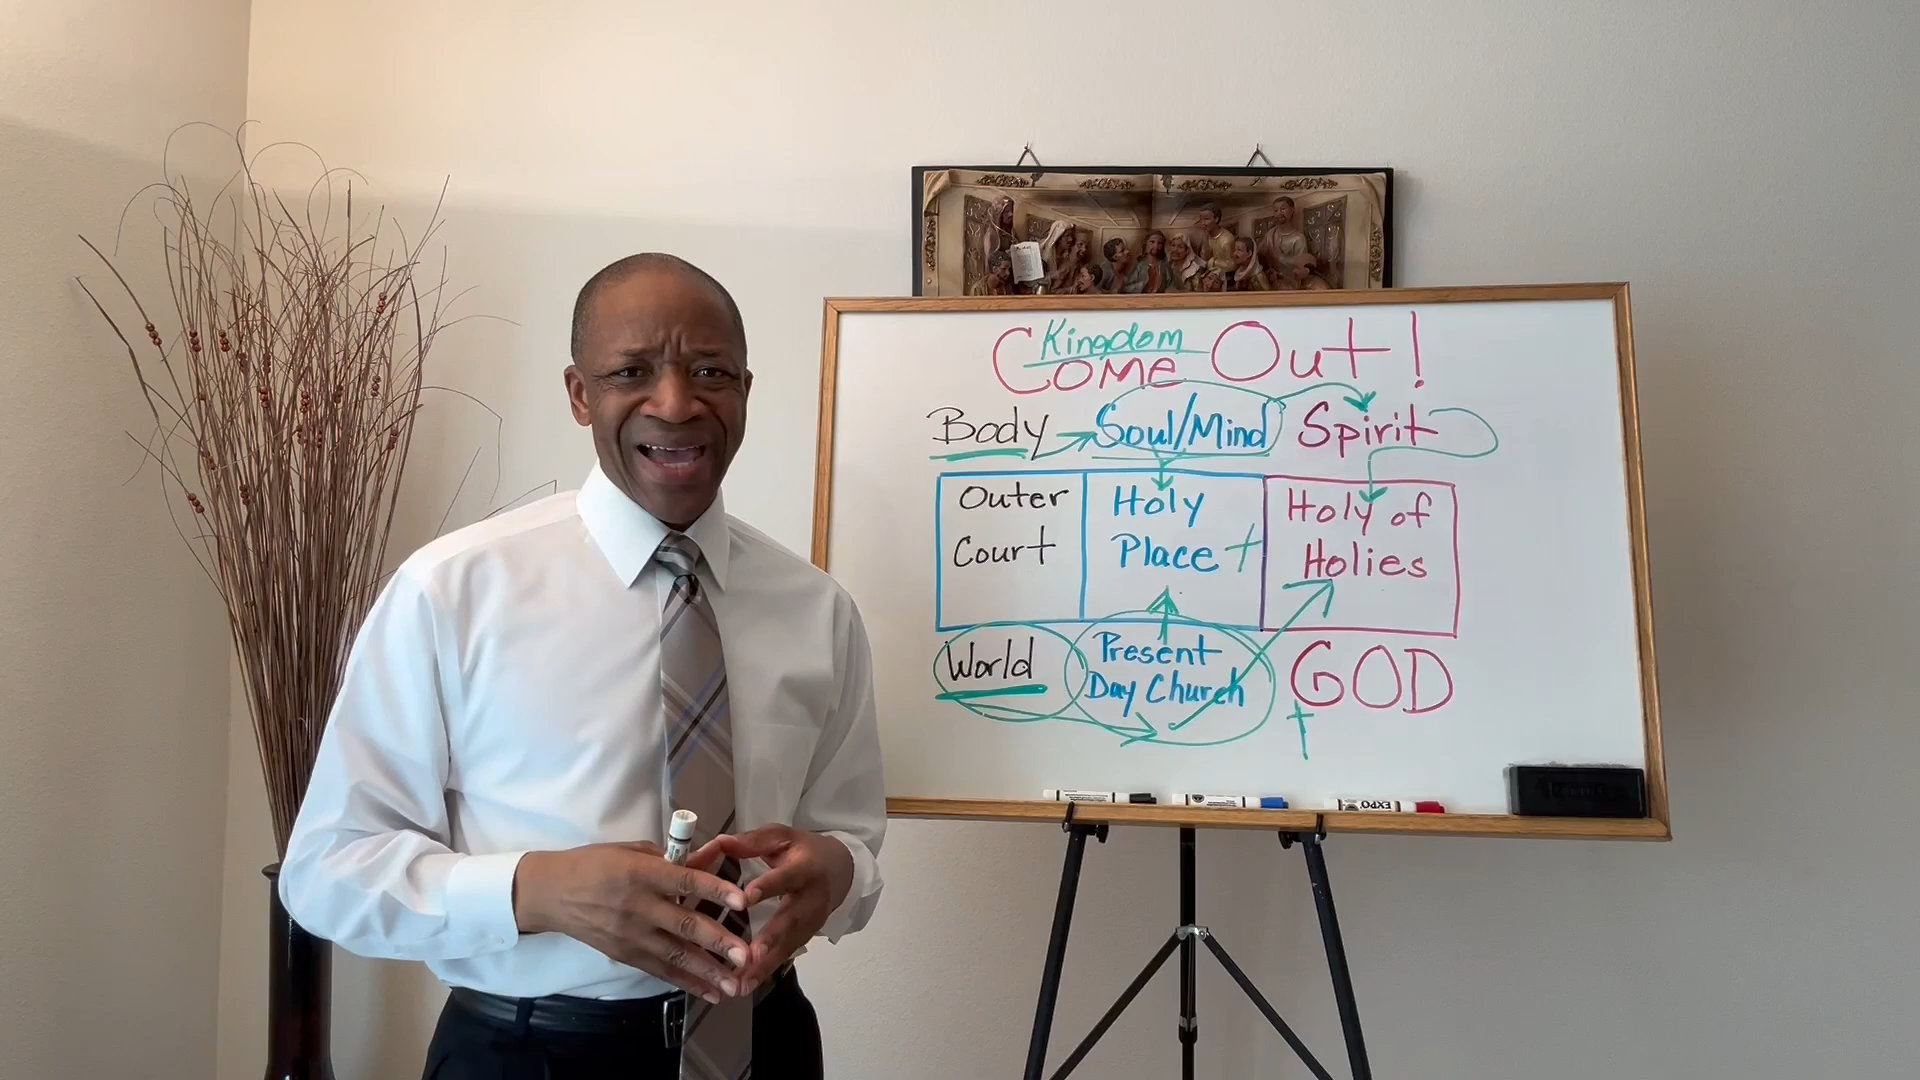 Kingdom
Come Out!
Body Soul/Mind Spirit
Outer Holy Holy of
Court Place Holies
World Present GOD
Day Church
EXPO